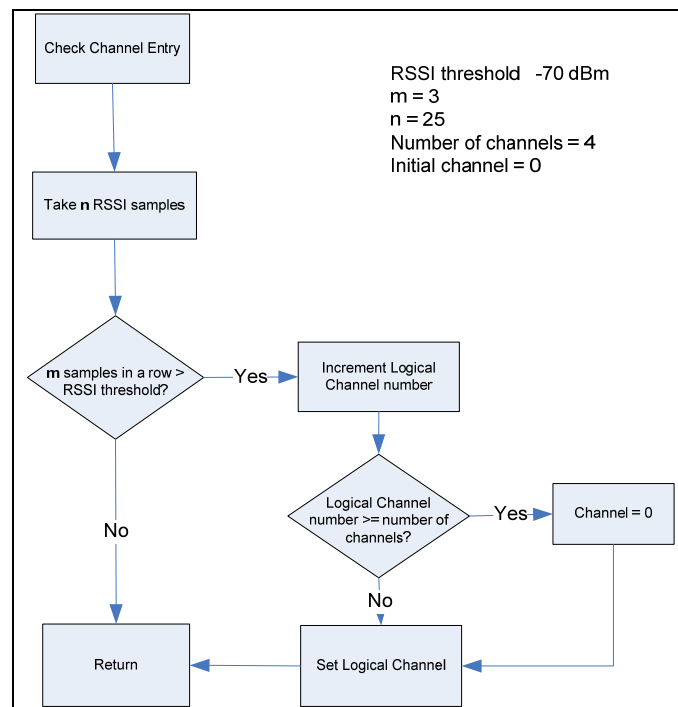 Check Channel Entry
RSSI threshold -70 dBm
m = 3
n = 25
Number of channels = 4
Initial channel = 0
Take n RSSI samples
m samples in a row >
RSSI threshold?
Yes
Increment Logical
Channel number
No
Logical Channel
number >= number of
channels?
Yes
Channel = 0
No
Return
Set Logical Channel